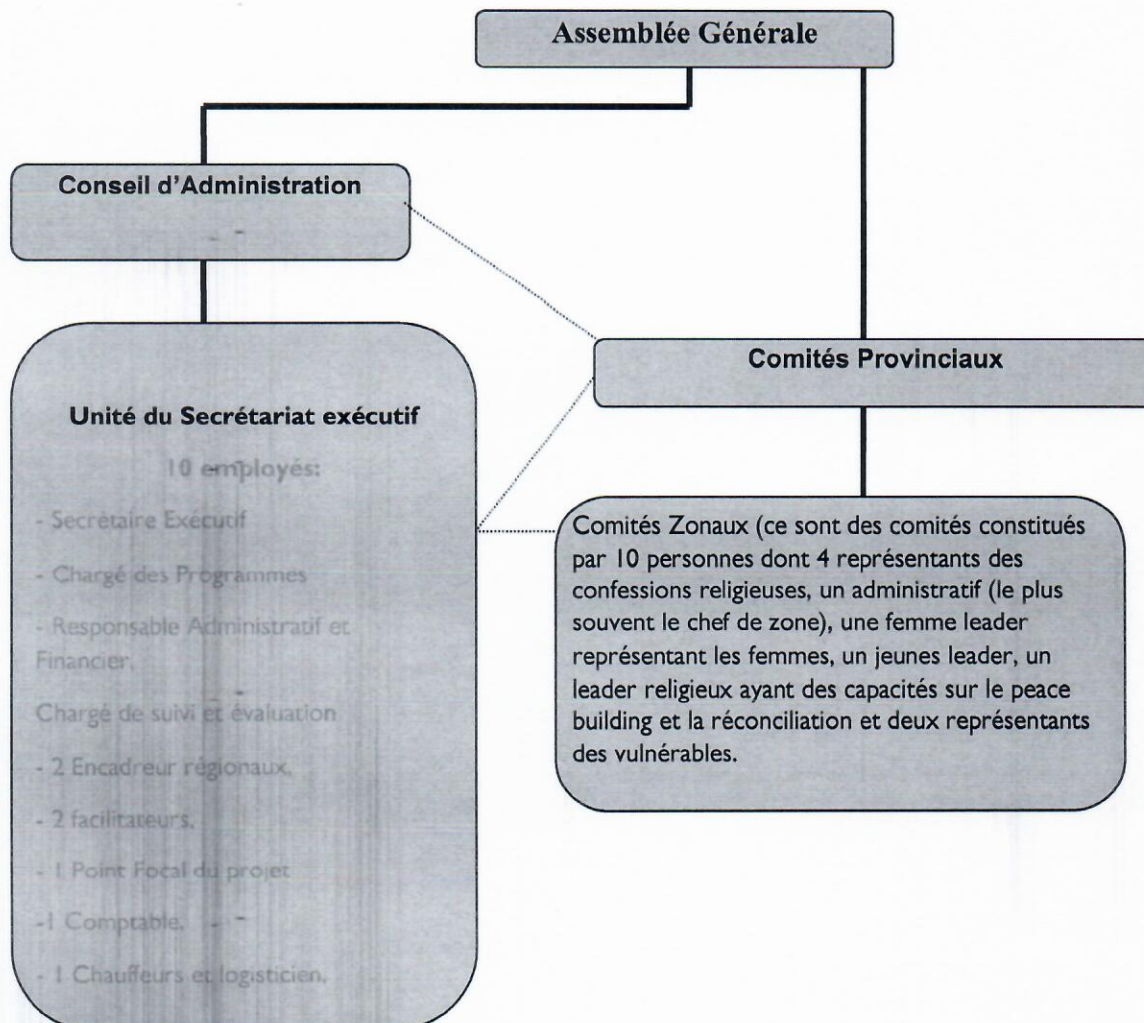 Assemblée Générale
Conseil d'Administration
Comités Provinciaux
Unité du Secrétariat exécutif
10 employés:
- Secrétaire Exécutif
- Chargé des Programmes
- Responsable Administratif et
Financier,
Chargé de suivi et évaluation
- 2 Encadreur régionaux,
- 2 facilitateurs,
- 1 Point Focal du projet
-1 Comptable,
- 1 Chauffeurs et logisticien,
Comités Zonaux (ce sont des comités constitués
par 10 personnes dont 4 représentants des
confessions religieuses, un administratif (le plus
souvent le chef de zone), une femme leader
représentant les femmes, un jeunes leader, un
leader religieux ayant des capacités sur le peace
building et la réconciliation et deux représentants
des vulnérables.